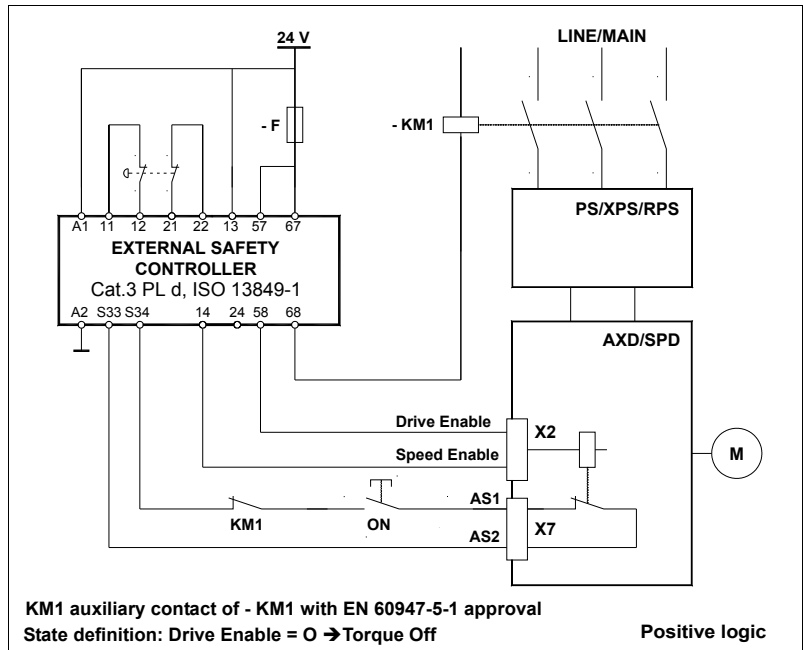 24 V
LINE/MAIN
- F
- KM1
A1 11 12 21 22 13 57 67
EXTERNAL SAFETY
CONTROLLER
Cat.3 PL d, ISO 13849-1
A2 S33 S34 14 24 58 68
PS/XPS/RPS
AXD/SPD
Drive Enable
X2
Speed Enable
M
AS1
KM1
ON
X7
AS2
KM1 auxiliary contact of - KM1 with EN 60947-5-1 approval
State definition: Drive Enable = O ➔Torque Off
Positive logic